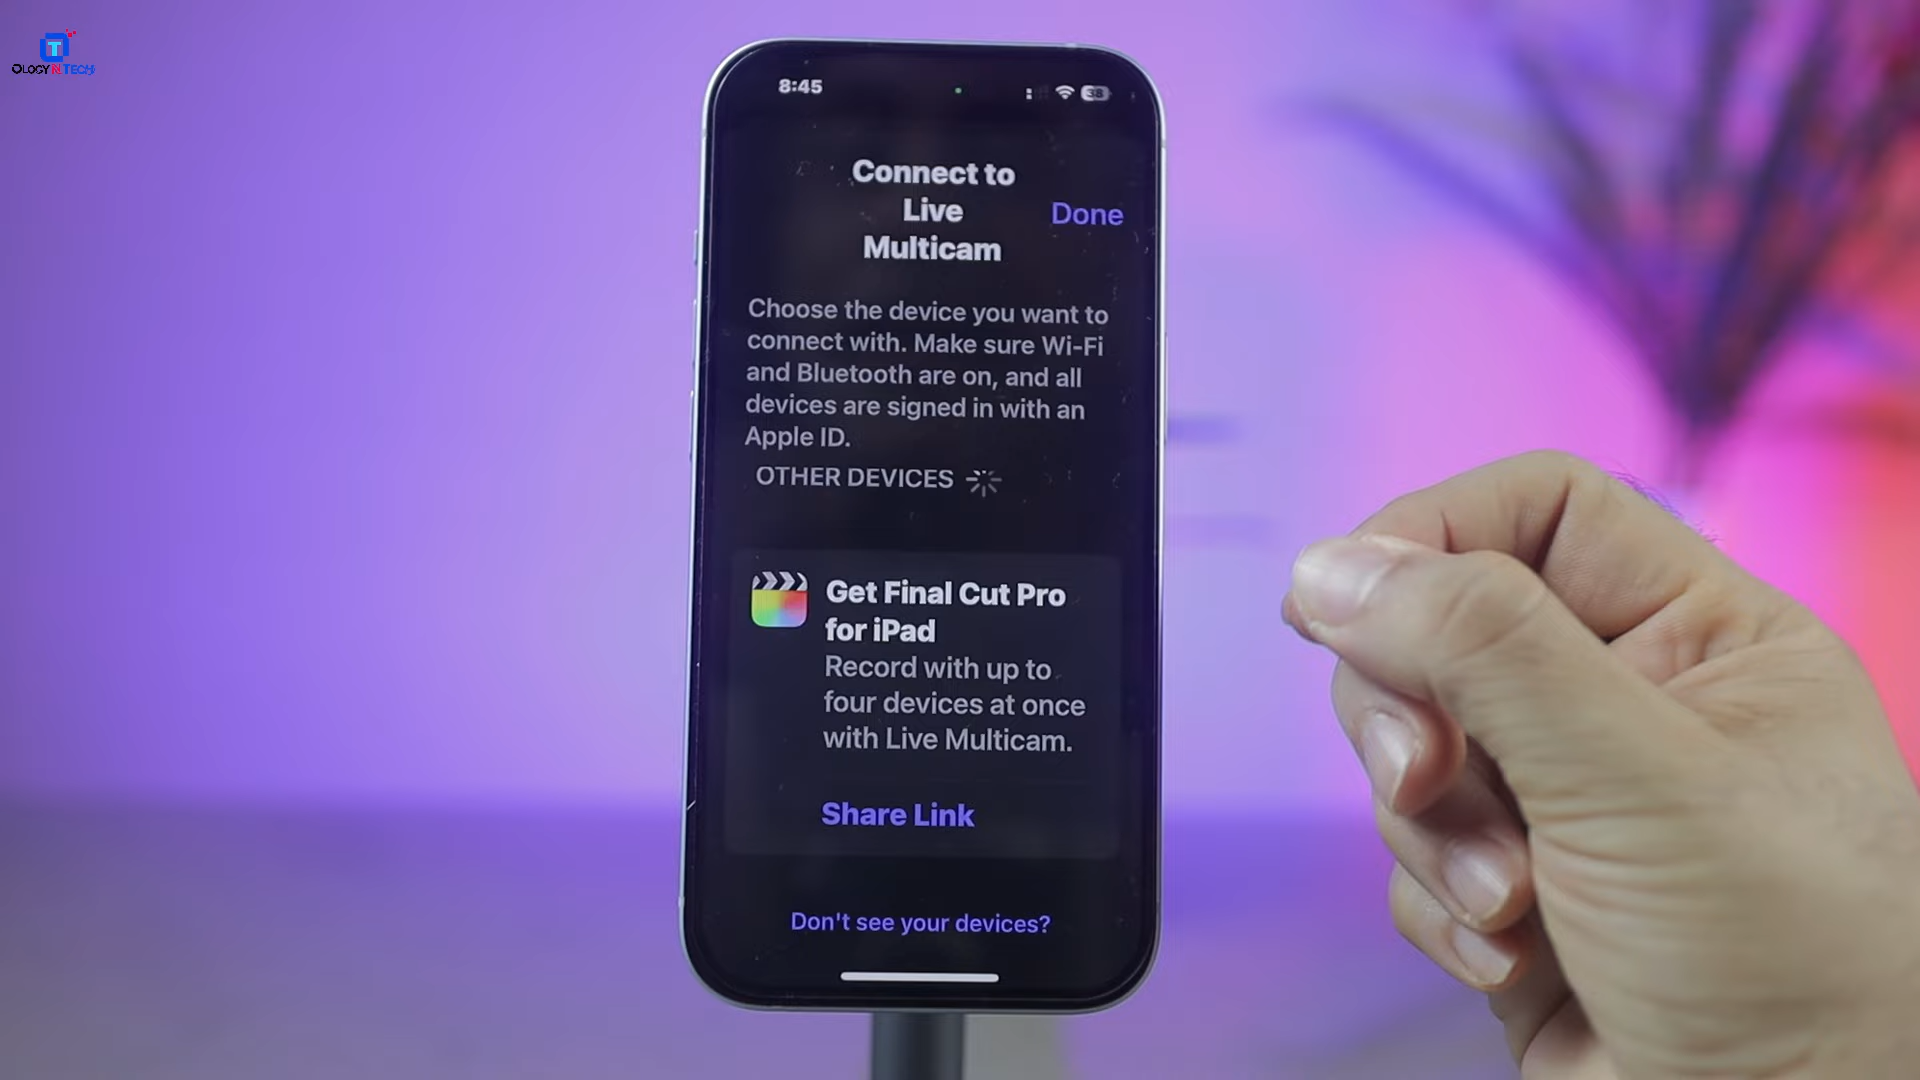 T
OLOGY N TECH
8:45
38
Connect to
Live
Multicam
Done
Choose the device you want to
connect with. Make sure Wi-Fi
and Bluetooth are on, and all
devices are signed in with an
Apple ID.
OTHER DEVICES
Get Final Cut Pro
for iPad
Record with up to
four devices at once
with Live Multicam.
Share Link
Don't see your devices?